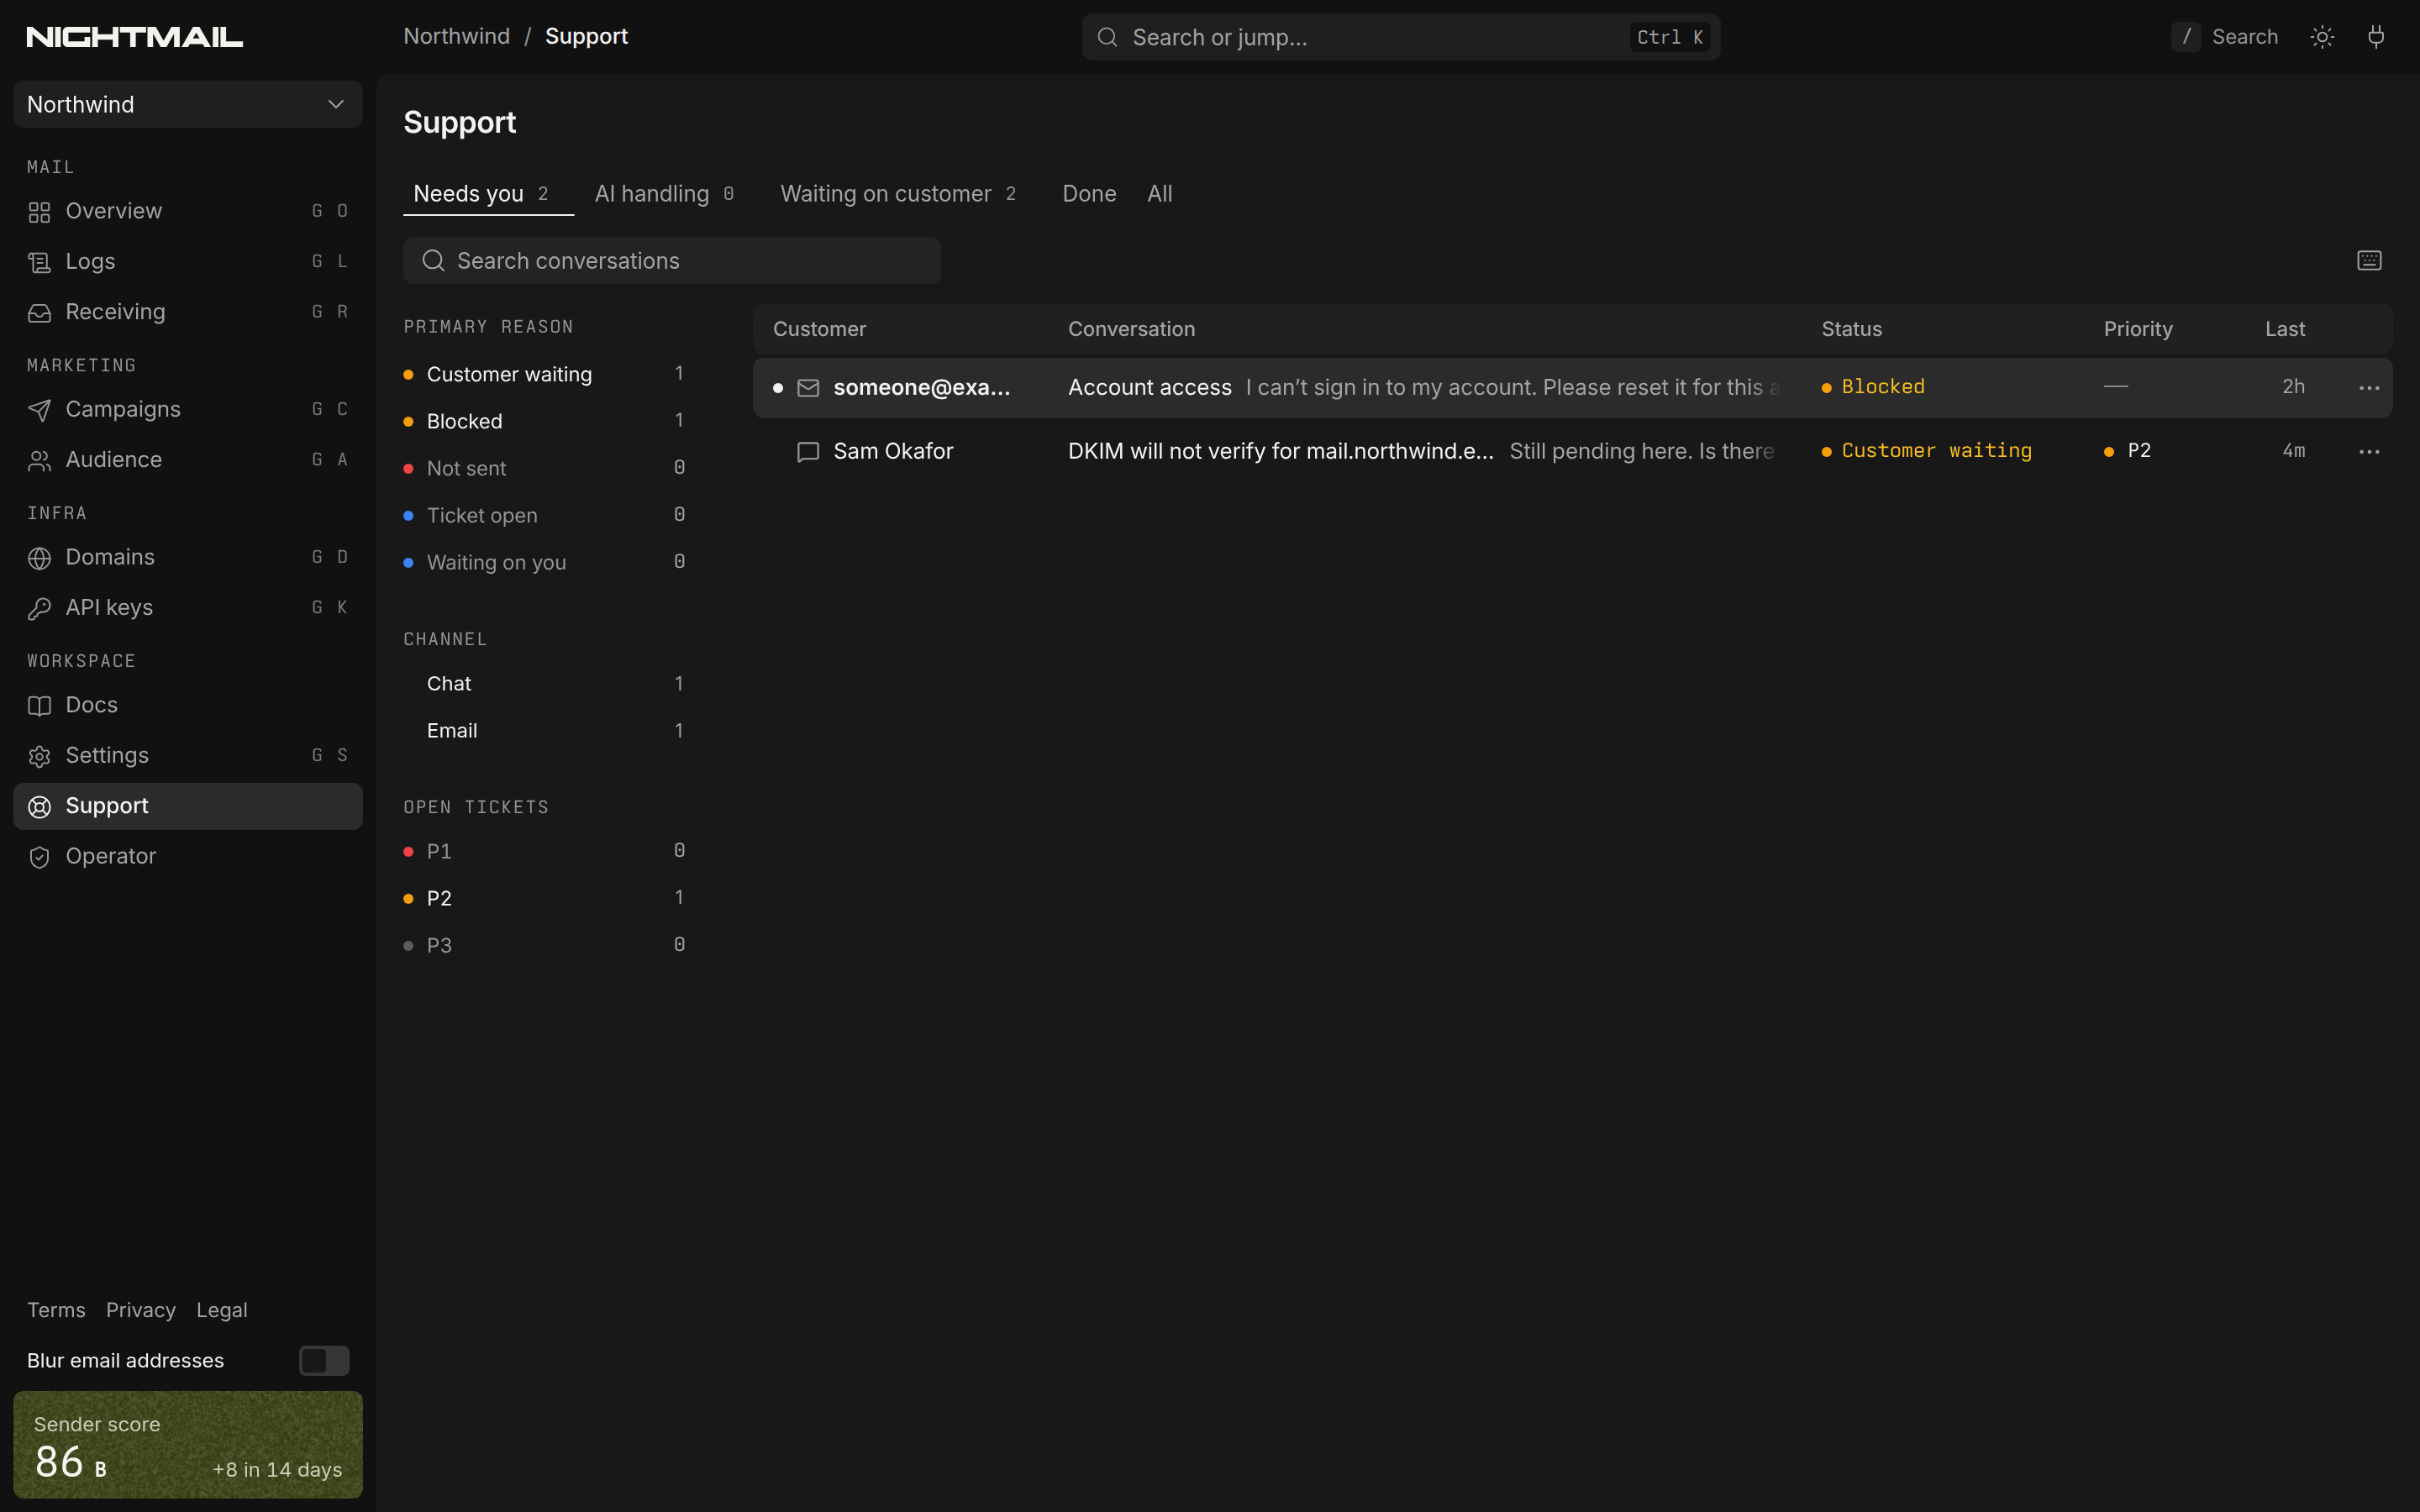 NIGHTMAIL
Northwind / Support
Search or jump...
Ctrl K
/ Search
Northwind
MAIL
Overview G O
Logs G L
Receiving G R
MARKETING
Campaigns G C
Audience G A
INFRA
Domains G D
API keys G K
WORKSPACE
Docs
Settings G S
Support
Operator
Terms Privacy Legal
Blur email addresses
Sender score
86 B +8 in 14 days
Support
Needs you 2 AI handling 0 Waiting on customer 2 Done All
Search conversations
PRIMARY REASON
Customer waiting 1
Blocked 1
Not sent 0
Ticket open 0
Waiting on you 0
CHANNEL
Chat 1
Email 1
OPEN TICKETS
P1 0
P2 1
P3 0
Customer Conversation Status Priority Last
someone@exa... Account access I can’t sign in to my account. Please reset it for this a Blocked — 2h
Sam Okafor DKIM will not verify for mail.northwind.e... Still pending here. Is there Customer waiting P2 4m